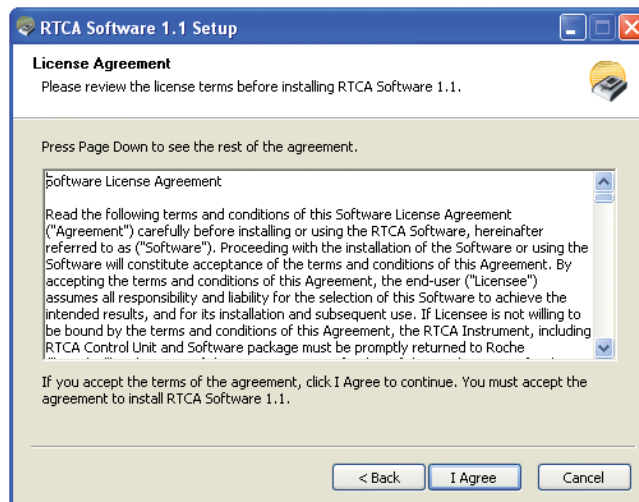 RTCA Software 1.1 Setup
License Agreement
Please review the license terms before installing RTCA Software 1.1.
Press Page Down to see the rest of the agreement.
Software License Agreement
Read the following terms and conditions of this Software License Agreement
("Agreement") carefully before installing or using the RTCA Software, hereinafter
referred to as ("Software"). Proceeding with the installation of the Software or using the
Software will constitute acceptance of the terms and conditions of this Agreement. By
accepting the terms and conditions of this Agreement, the end-user ("Licensee")
assumes all responsibility and liability for the selection of this Software to achieve the
intended results, and for its installation and subsequent use. If Licensee is not willing to
be bound by the terms and conditions of this Agreement, the RTCA Instrument, including
RTCA Control Unit and Software package must be promptly returned to Roche
If you accept the terms of the agreement, click I Agree to continue. You must accept the
agreement to install RTCA Software 1.1.
< Back
I Agree
Cancel